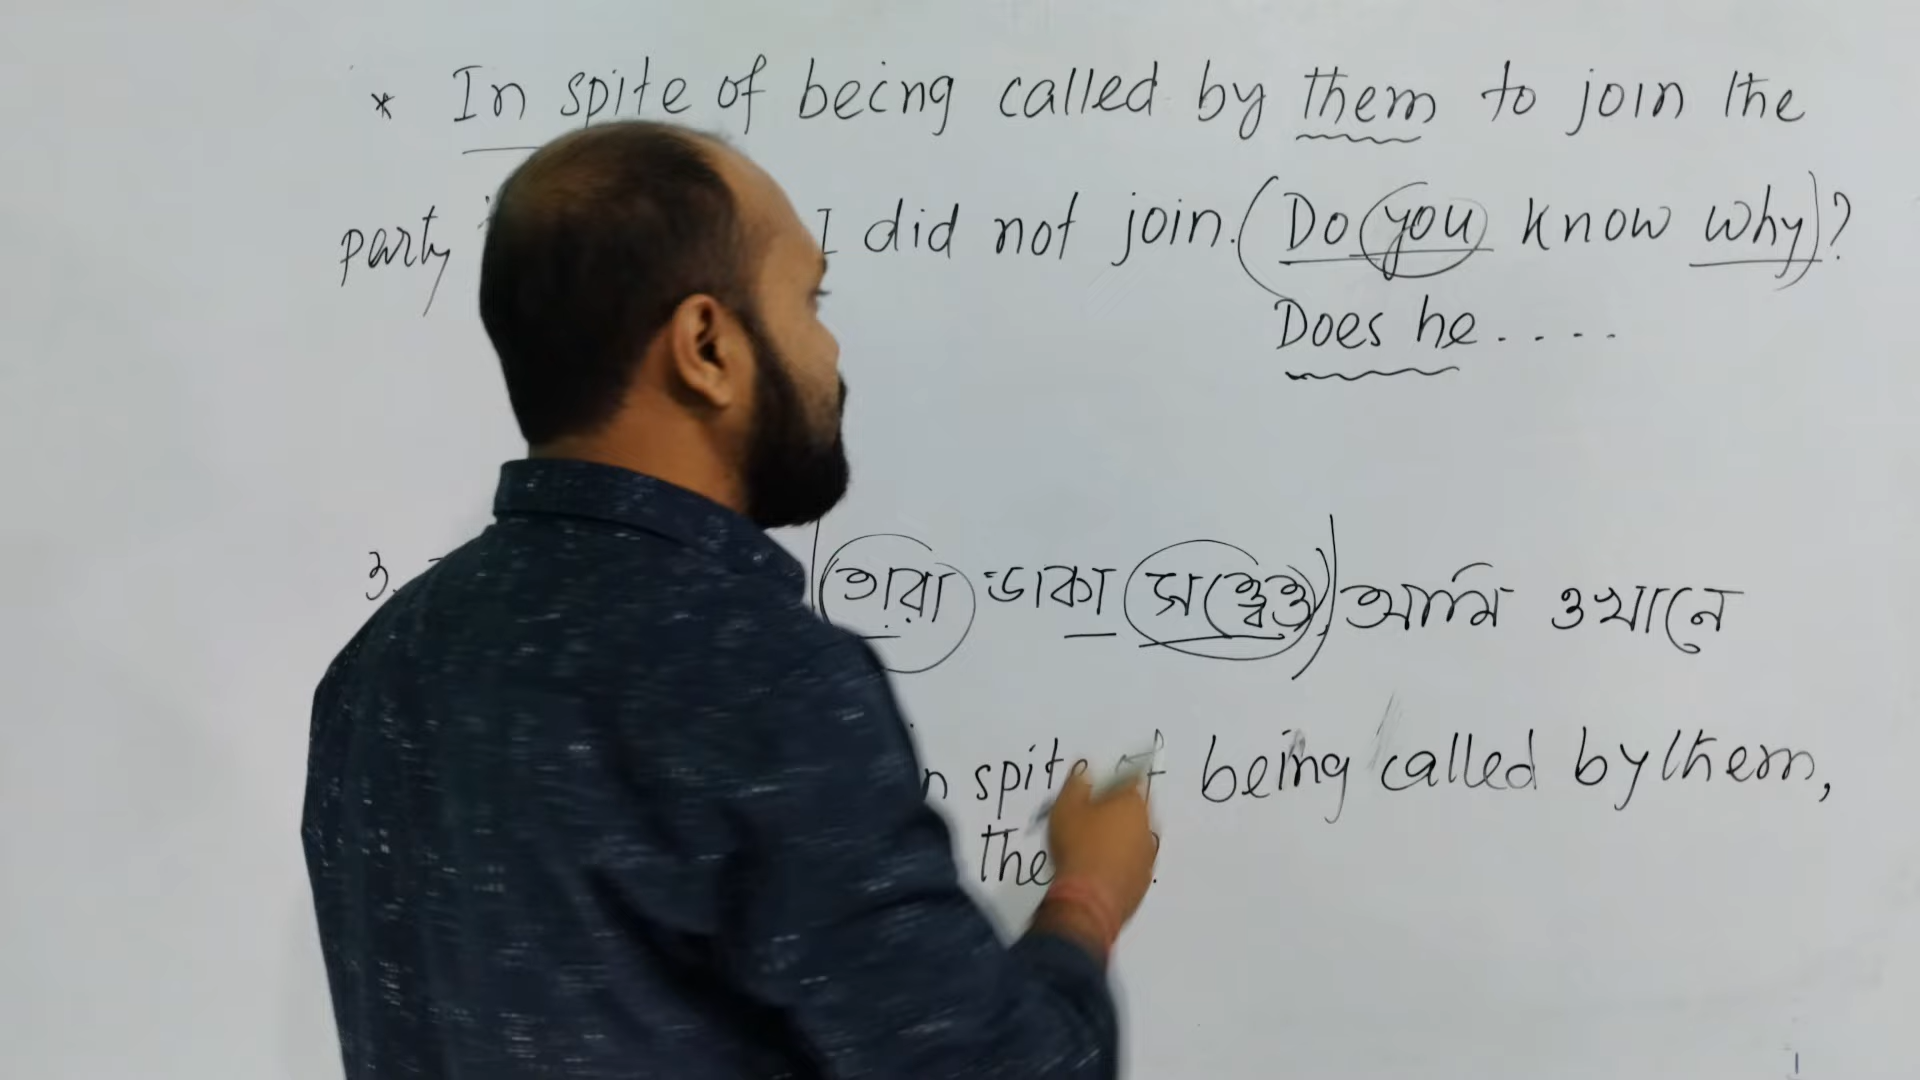 * In spite of being called by them to join the
party I did not join. (Do you know why)?
Does he....
3. তারা ডাকা সত্ত্বেও, আমি ওখানে
spite of being called by them,